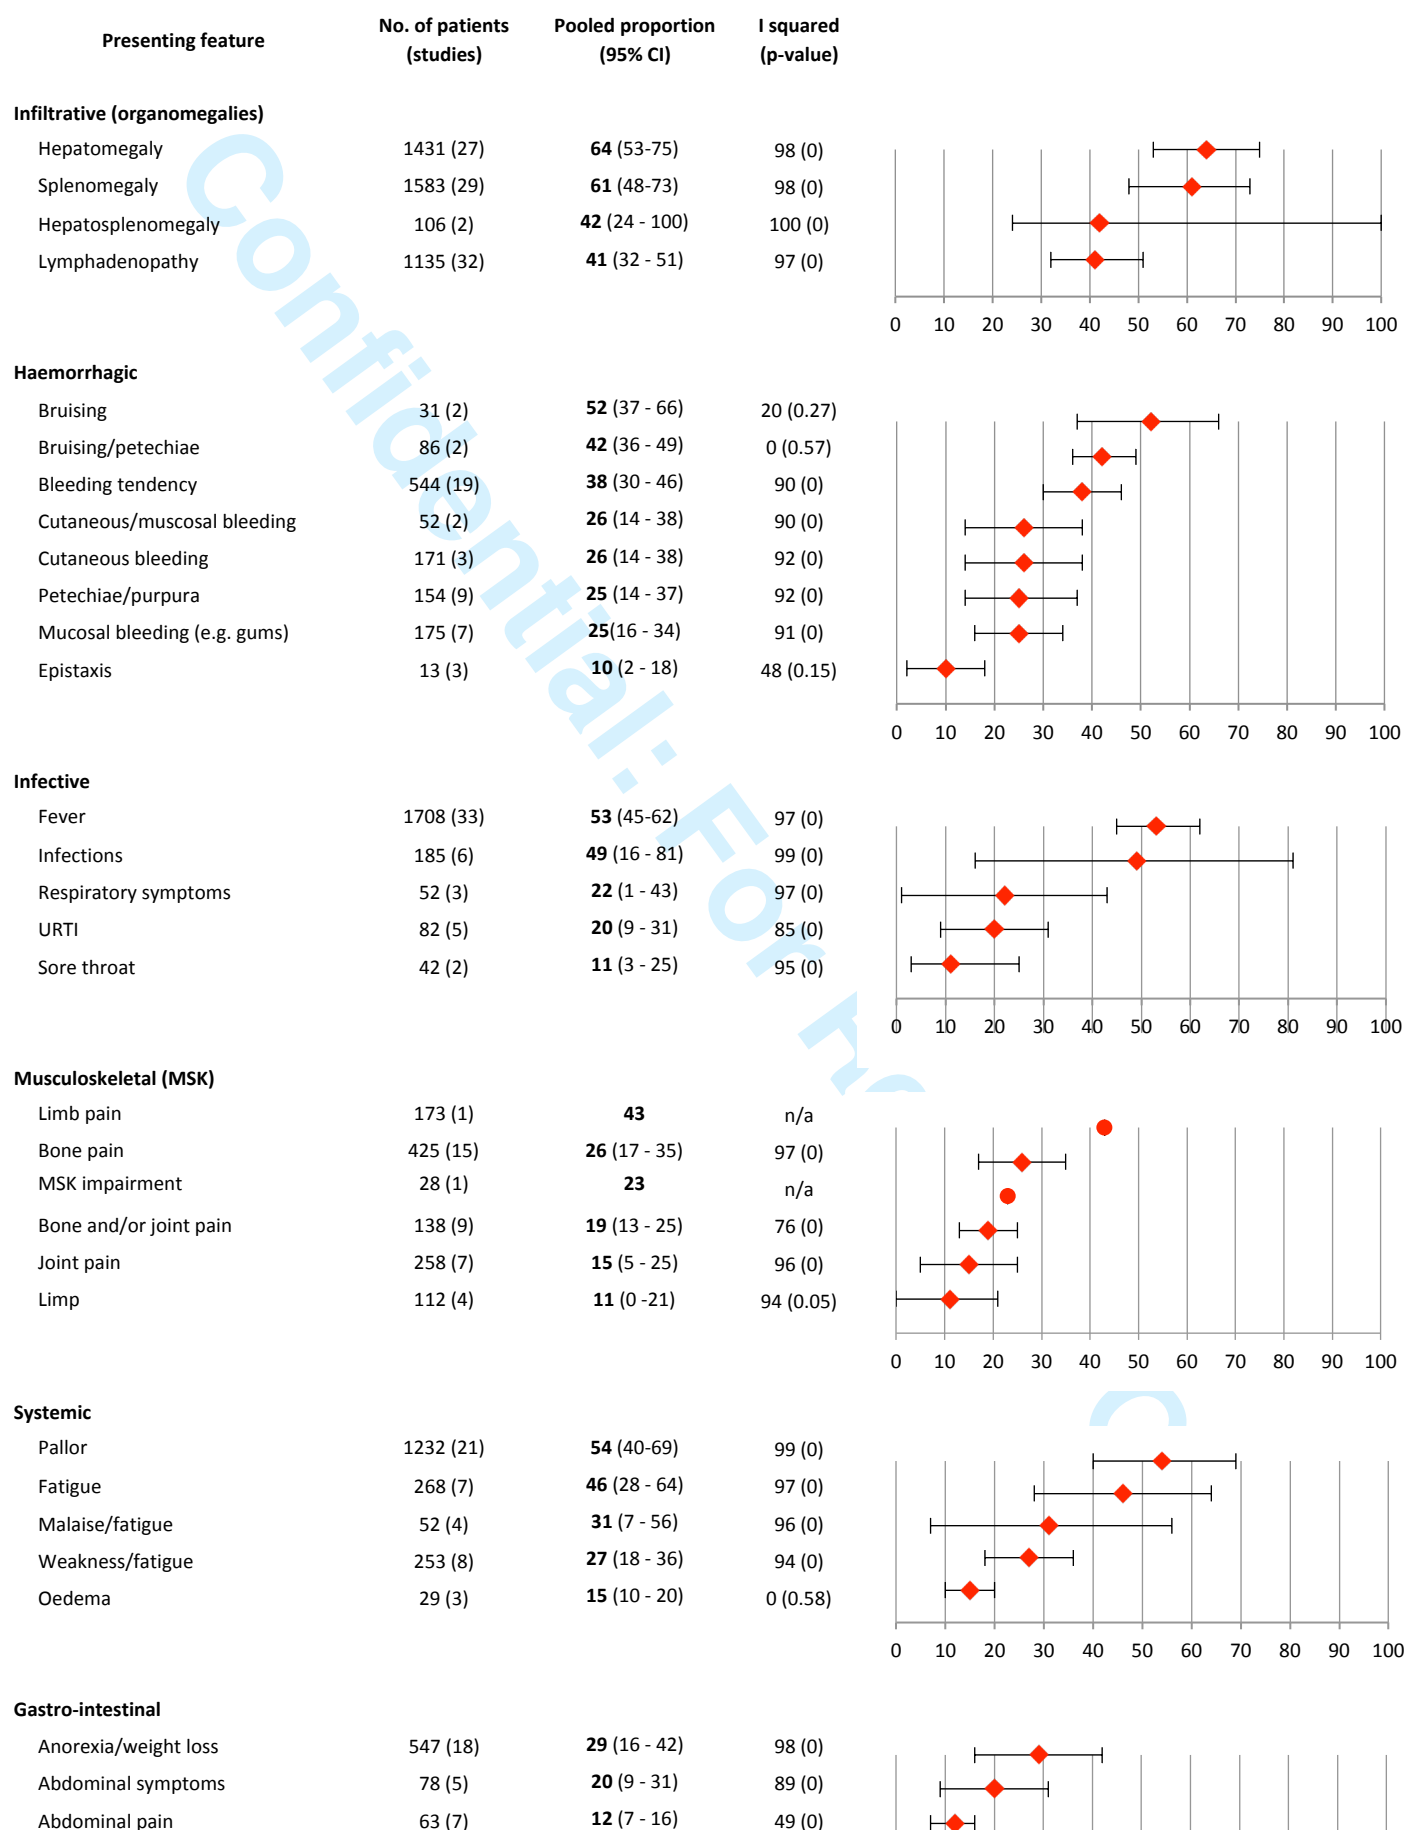 Presenting feature No. of patients (studies) Pooled proportion (95% CI) I squared (p-value)
Infiltrative (organomegalies)
Hepatomegaly 1431 (27) 64 (53-75) 98 (0)
Splenomegaly 1583 (29) 61 (48-73) 98 (0)
Hepatosplenomegaly 106 (2) 42 (24 - 100) 100 (0)
Lymphadenopathy 1135 (32) 41 (32 - 51) 97 (0)
0 10 20 30 40 50 60 70 80 90 100
Haemorrhagic
Bruising 31 (2) 52 (37 - 66) 20 (0.27)
Bruising/petechiae 86 (2) 42 (36 - 49) 0 (0.57)
Bleeding tendency 544 (19) 38 (30 - 46) 90 (0)
Cutaneous/muscosal bleeding 52 (2) 26 (14 - 38) 90 (0)
Cutaneous bleeding 171 (3) 26 (14 - 38) 92 (0)
Petechiae/purpura 154 (9) 25 (14 - 37) 92 (0)
Mucosal bleeding (e.g. gums) 175 (7) 25(16 - 34) 91 (0)
Epistaxis 13 (3) 10 (2 - 18) 48 (0.15)
0 10 20 30 40 50 60 70 80 90 100
Infective
Fever 1708 (33) 53 (45-62) 97 (0)
Infections 185 (6) 49 (16 - 81) 99 (0)
Respiratory symptoms 52 (3) 22 (1 - 43) 97 (0)
URTI 82 (5) 20 (9 - 31) 85 (0)
Sore throat 42 (2) 11 (3 - 25) 95 (0)
0 10 20 30 40 50 60 70 80 90 100
Musculoskeletal (MSK)
Limb pain 173 (1) 43 n/a
Bone pain 425 (15) 26 (17 - 35) 97 (0)
MSK impairment 28 (1) 23 n/a
Bone and/or joint pain 138 (9) 19 (13 - 25) 76 (0)
Joint pain 258 (7) 15 (5 - 25) 96 (0)
Limp 112 (4) 11 (0 -21) 94 (0.05)
0 10 20 30 40 50 60 70 80 90 100
Systemic
Pallor 1232 (21) 54 (40-69) 99 (0)
Fatigue 268 (7) 46 (28 - 64) 97 (0)
Malaise/fatigue 52 (4) 31 (7 - 56) 96 (0)
Weakness/fatigue 253 (8) 27 (18 - 36) 94 (0)
Oedema 29 (3) 15 (10 - 20) 0 (0.58)
0 10 20 30 40 50 60 70 80 90 100
Gastro-intestinal
Anorexia/weight loss 547 (18) 29 (16 - 42) 98 (0)
Abdominal symptoms 78 (5) 20 (9 - 31) 89 (0)
Abdominal pain 63 (7) 12 (7 - 16) 49 (0)
Confidential: For